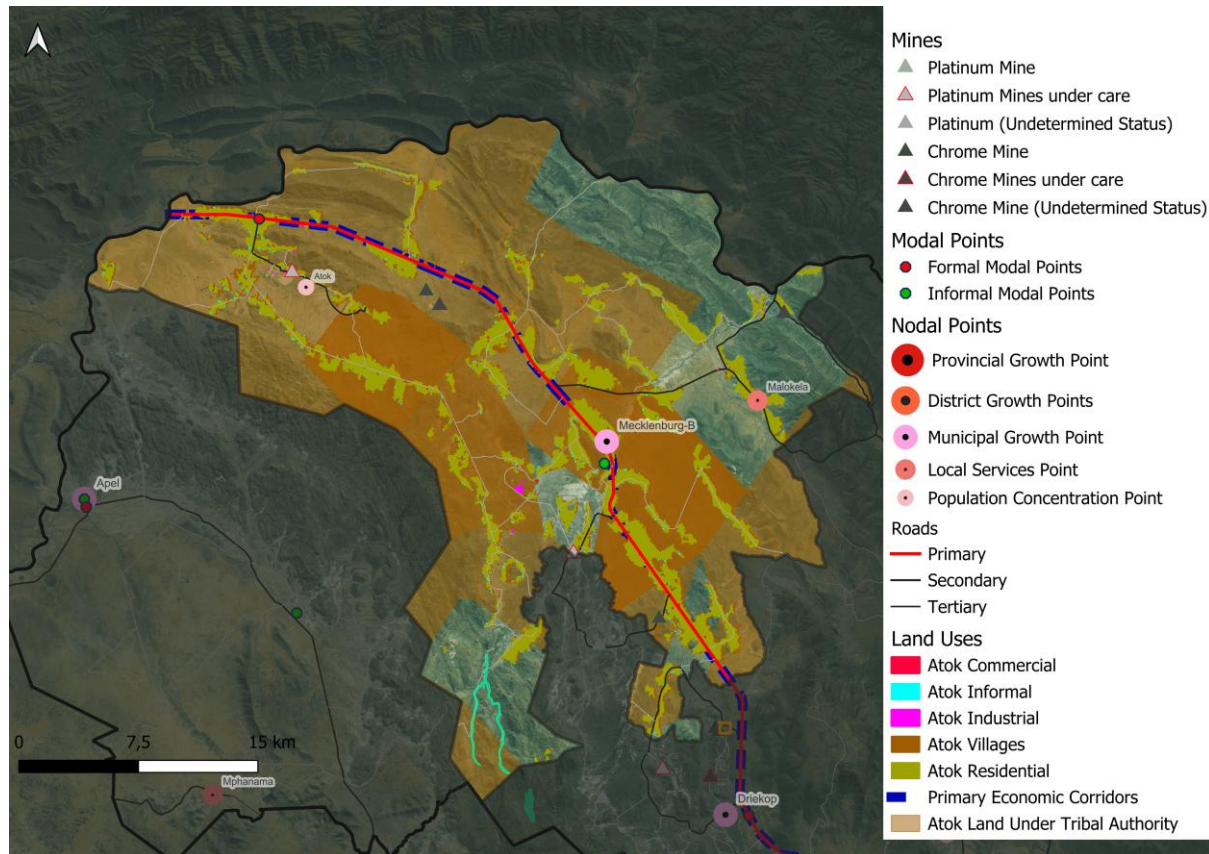 Atok
Malokela
Mecklenburg-B
Apel
Mphanama
Driekop
0 7,5 15 km
Mines
Platinum Mine
Platinum Mines under care
Platinum (Undetermined Status)
Chrome Mine
Chrome Mines under care
Chrome Mine (Undetermined Status)
Modal Points
Formal Modal Points
Informal Modal Points
Nodal Points
Provincial Growth Point
District Growth Points
Municipal Growth Point
Local Services Point
Population Concentration Point
Roads
Primary
Secondary
Tertiary
Land Uses
Atok Commercial
Atok Informal
Atok Industrial
Atok Villages
Atok Residential
Primary Economic Corridors
Atok Land Under Tribal Authority